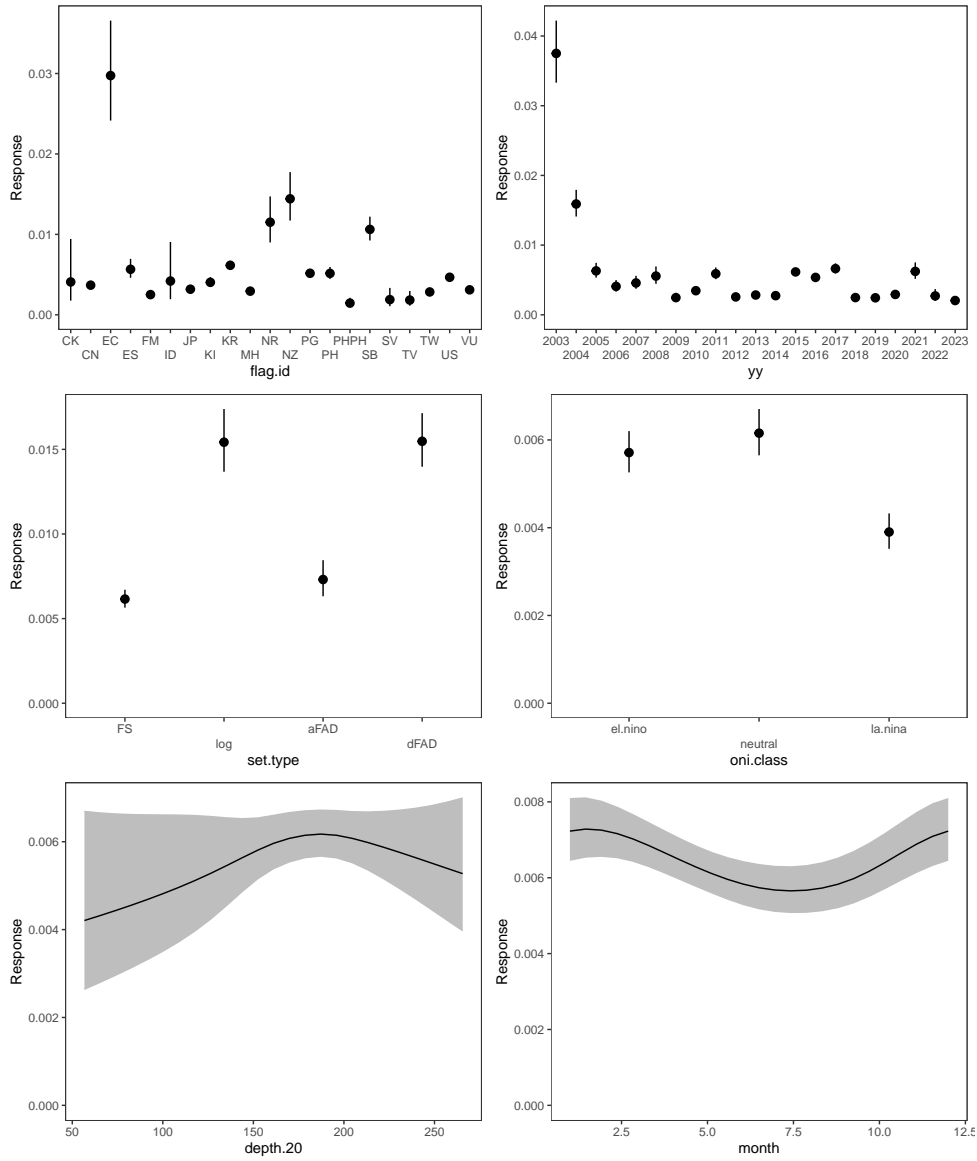 Response
0.03
0.02
0.01
0.00
CK EC FM JP KR NR PG PHPH SV TW VU
CN ES ID KI MH NZ PH SB TV US
flag.id
Response
0.04
0.03
0.02
0.01
0.00
2003 2005 2007 2009 2011 2013 2015 2017 2019 2021 2023
2004 2006 2008 2010 2012 2014 2016 2018 2020 2022
yy
Response
0.015
0.010
0.005
0.000
FS aFAD
log dFAD
set.type
Response
0.006
0.004
0.002
0.000
el.nino la.nina
neutral
oni.class
Response
0.006
0.004
0.002
0.000
50 100 150 200 250
depth.20
Response
0.008
0.006
0.004
0.002
0.000
2.5 5.0 7.5 10.0 12.5
month